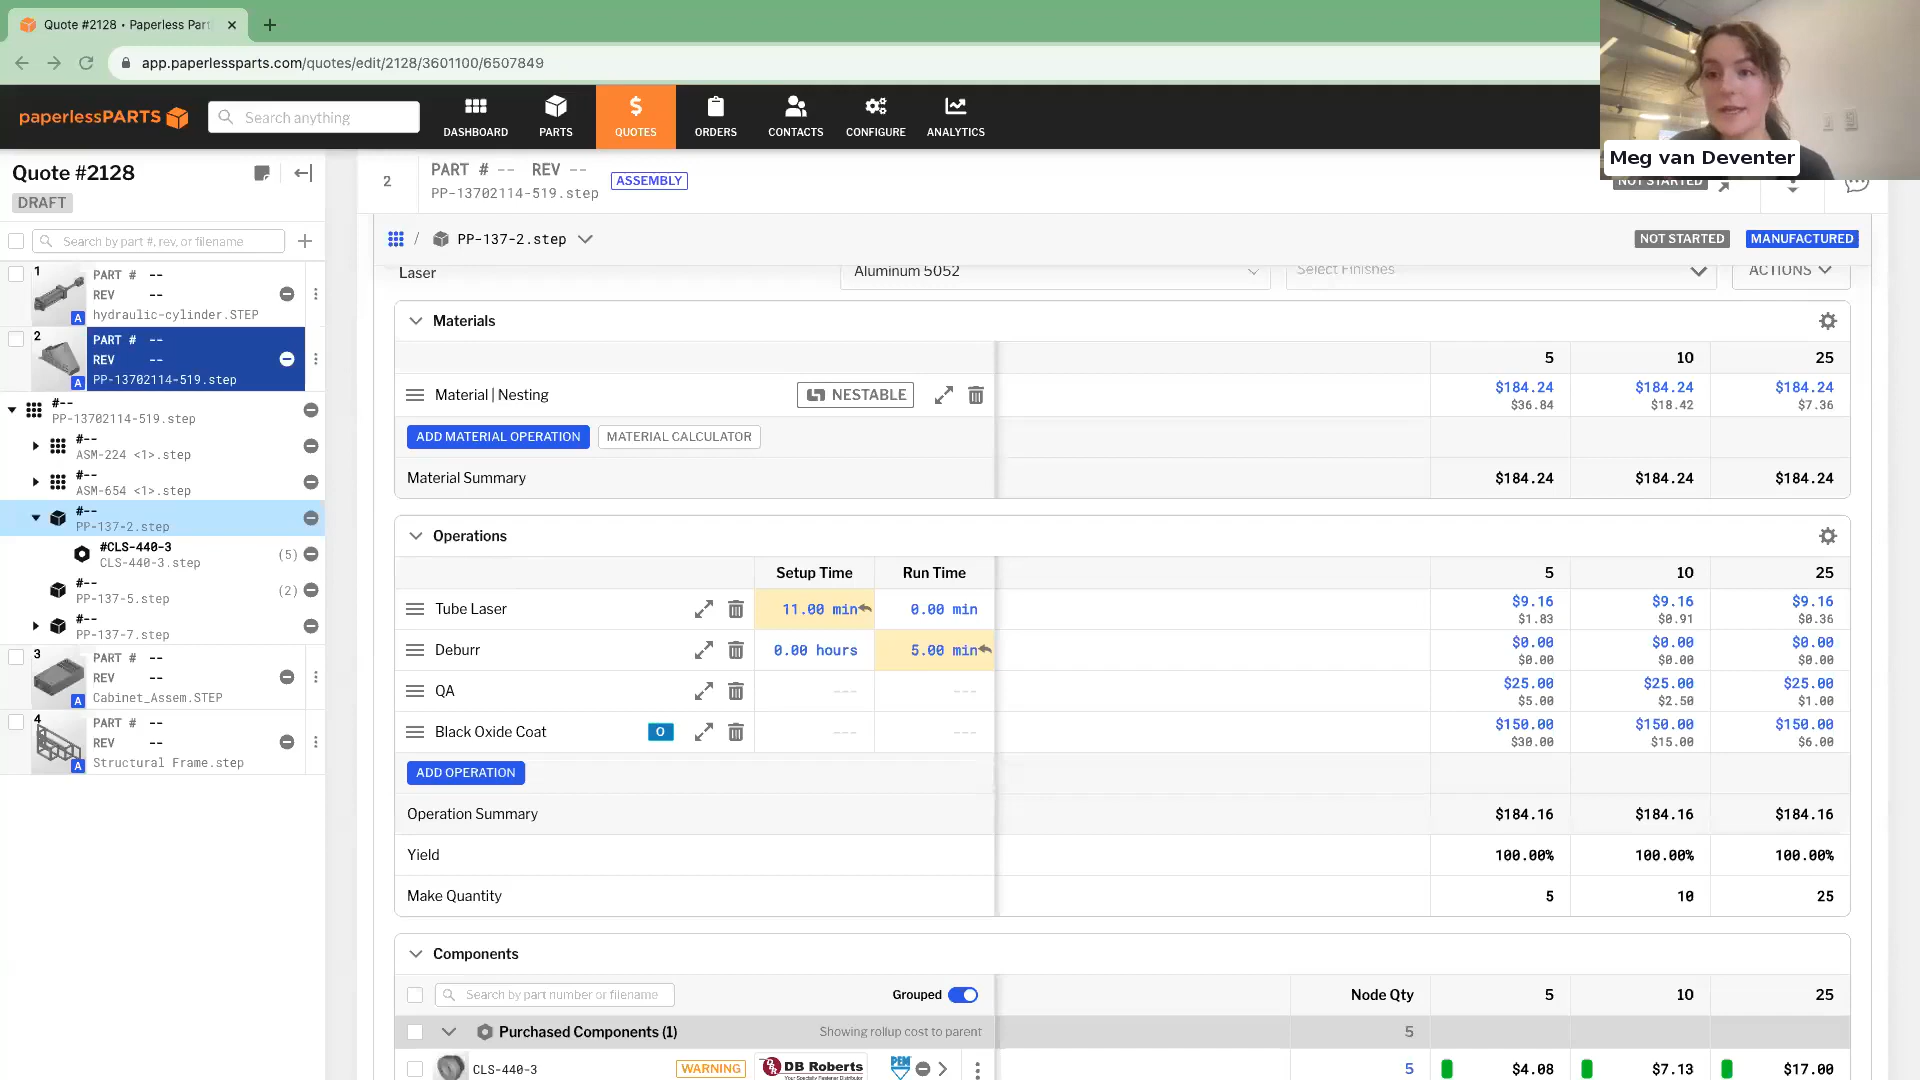 Quote #2128 • Paperless Part
app.paperlessparts.com/quotes/edit/2128/3601100/6507849
paperlessPARTS
Search anything
DASHBOARD
PARTS
$
QUOTES
ORDERS
CONTACTS
CONFIGURE
ANALYTICS
Meg van Deventer
Quote #2128
DRAFT
Search by part #, rev, or filename
1
PART # --
REV --
hydraulic-cylinder.STEP
A
2
PART # --
REV --
PP-13702114-519.step
A
#--
PP-13702114-519.step
#--
ASM-224 <1>.step
#--
ASM-654 <1>.step
#--
PP-137-2.step
#CLS-440-3
CLS-440-3.step
(5)
#--
PP-137-5.step
(2)
#--
PP-137-7.step
3
PART # --
REV --
Cabinet_Assem.STEP
A
4
PART # --
REV --
Structural Frame.step
A
2
PART # -- REV --
PP-13702114-519.step
ASSEMBLY
NOT STARTED
/ PP-137-2.step
NOT STARTED
MANUFACTURED
Laser
Aluminum 5052
Select Finishes
ACTIONS
Materials
5 10 25
Material | Nesting
NESTABLE
$184.24 $184.24 $184.24
$36.84 $18.42 $7.36
ADD MATERIAL OPERATION
MATERIAL CALCULATOR
Material Summary
$184.24 $184.24 $184.24
Operations
Setup Time Run Time 5 10 25
Tube Laser 11.00 min 0.00 min
$9.16 $9.16 $9.16
$1.83 $0.91 $0.36
Deburr 0.00 hours 5.00 min
$0.00 $0.00 $0.00
$0.00 $0.00 $0.00
QA --- ---
$25.00 $25.00 $25.00
$5.00 $2.50 $1.00
Black Oxide Coat O --- ---
$150.00 $150.00 $150.00
$30.00 $15.00 $6.00
ADD OPERATION
Operation Summary
$184.16 $184.16 $184.16
Yield
100.00% 100.00% 100.00%
Make Quantity
5 10 25
Components
Search by part number or filename
Grouped
Node Qty 5 10 25
Purchased Components (1)
Showing rollup cost to parent
5
CLS-440-3
WARNING
DB Roberts
Your Specialty Fastener Distributor
PEM
5 $4.08 $7.13 $17.00